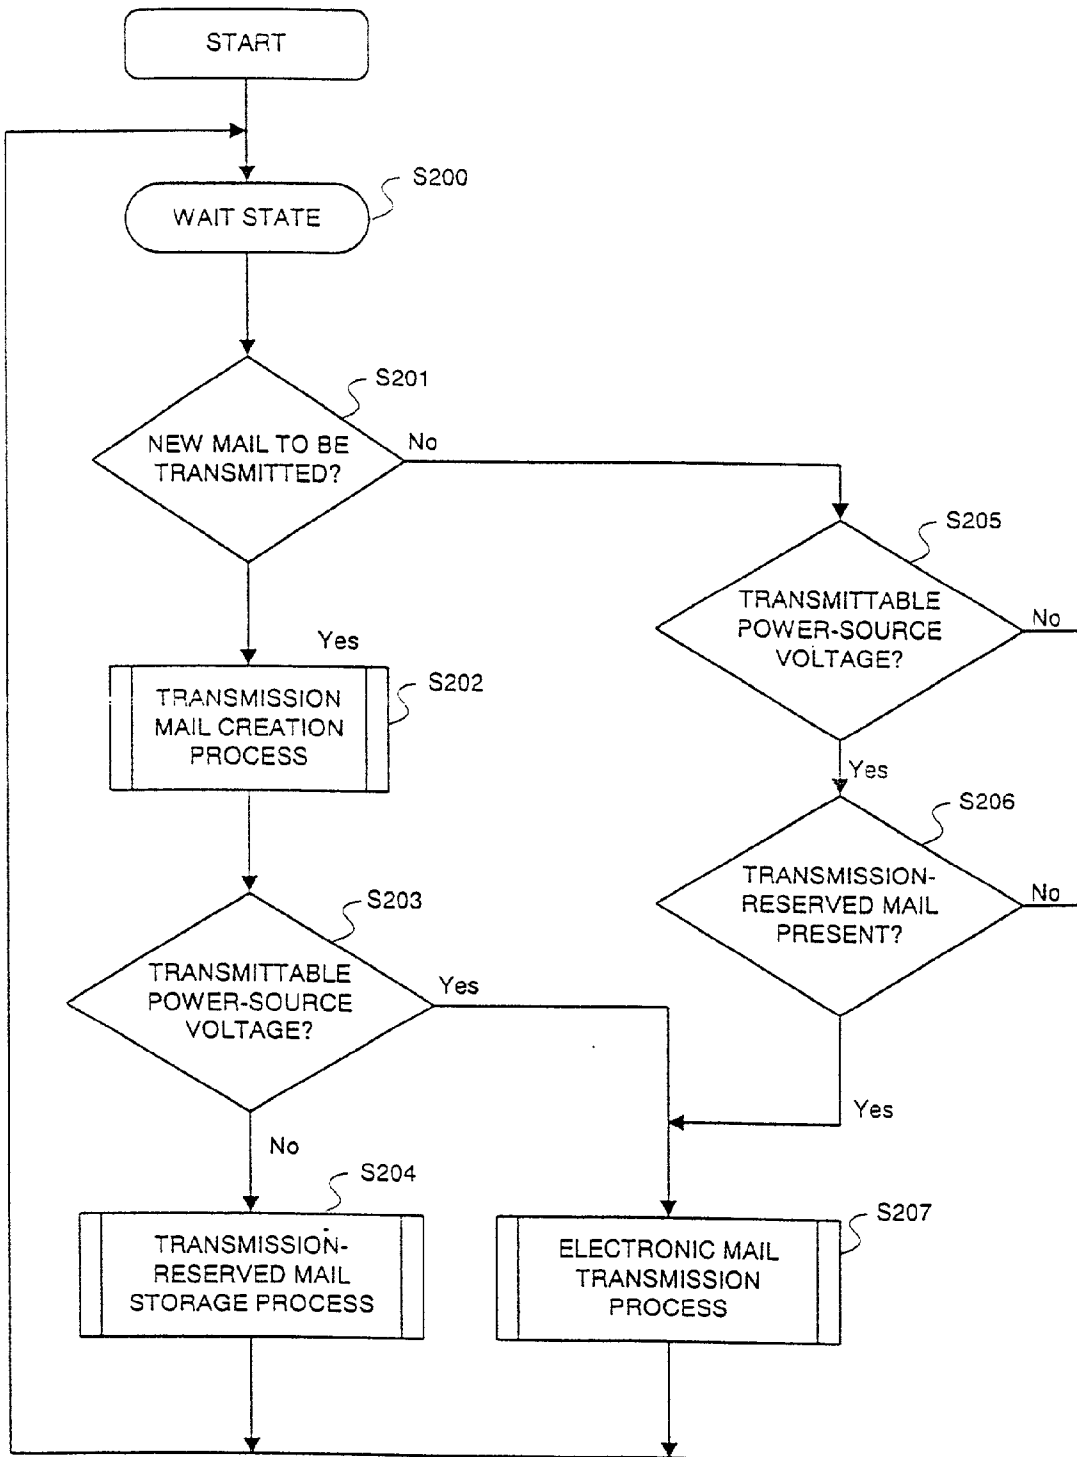 START
S200
WAIT STATE
S201
NEW MAIL TO BE
TRANSMITTED?
No
Yes
S205
TRANSMITTABLE
POWER-SOURCE
VOLTAGE?
No
Yes
S202
TRANSMISSION
MAIL CREATION
PROCESS
S206
TRANSMISSION-
RESERVED MAIL
PRESENT?
No
Yes
S203
TRANSMITTABLE
POWER-SOURCE
VOLTAGE?
Yes
No
S204
TRANSMISSION-
RESERVED MAIL
STORAGE PROCESS
S207
ELECTRONIC MAIL
TRANSMISSION
PROCESS